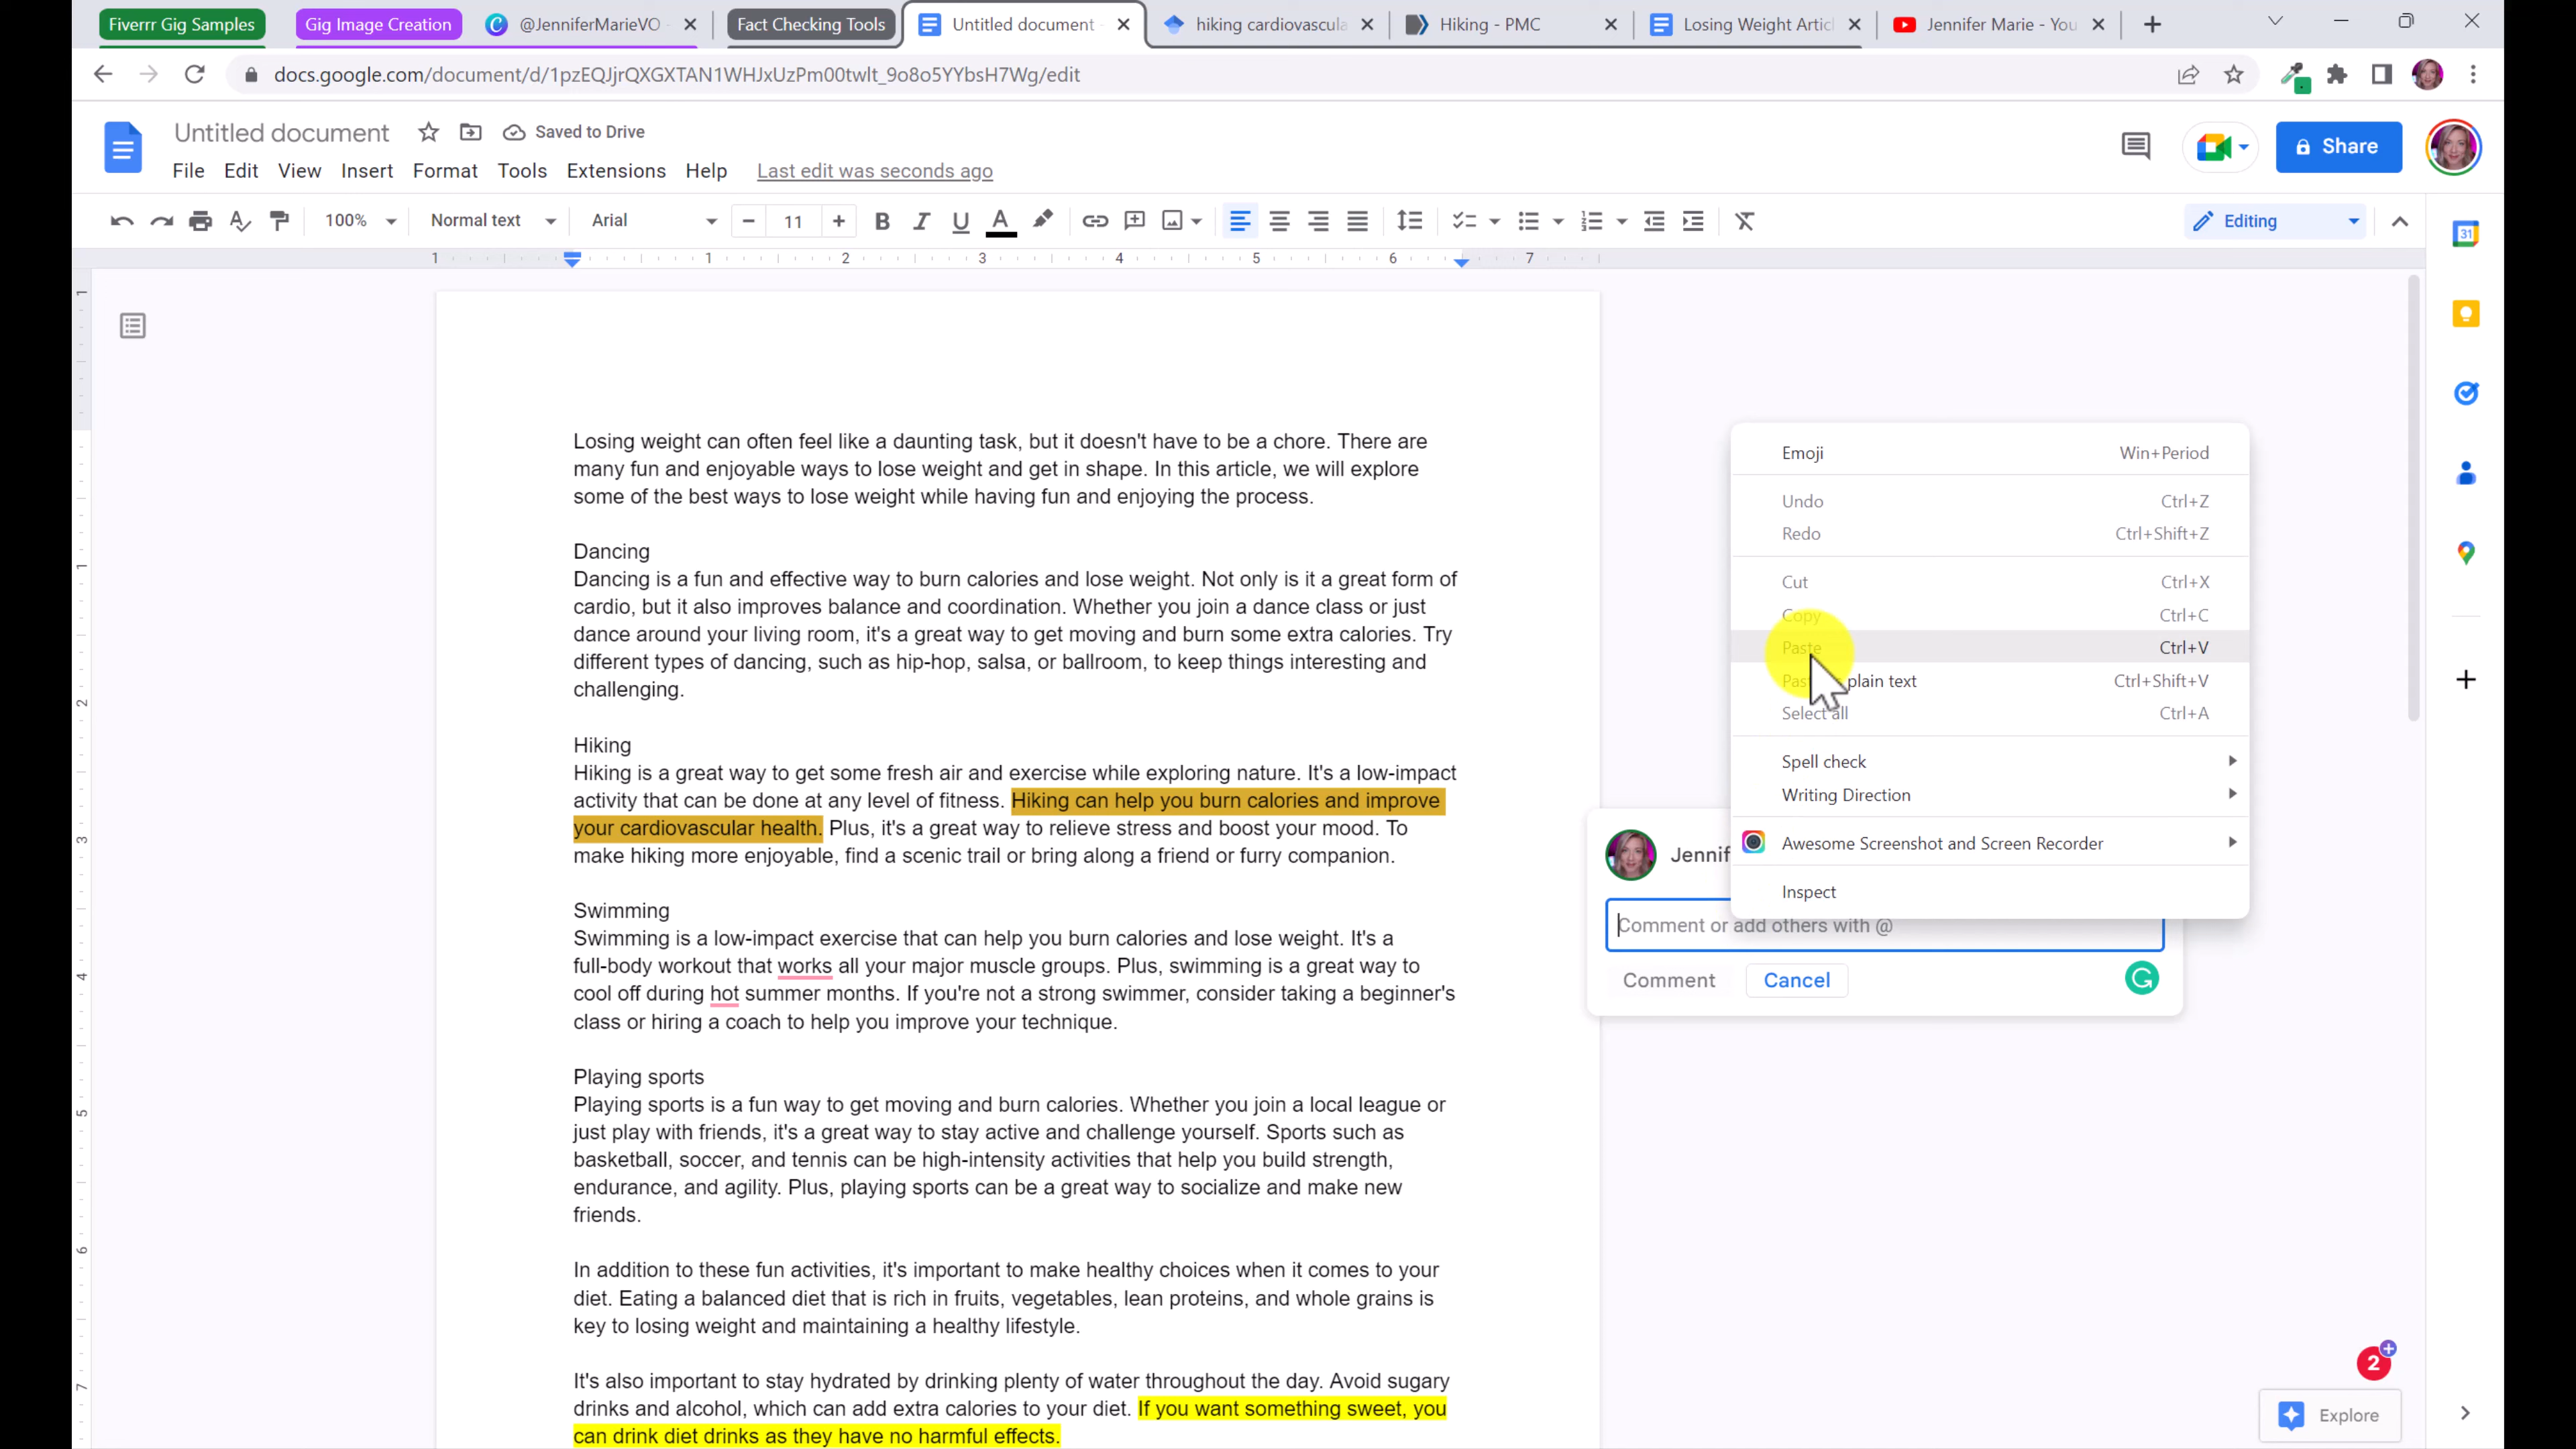 Fiverrr Gig Samples
Gig Image Creation
@JenniferMarieVO
Fact Checking Tools
Untitled document
hiking cardiovascula
Hiking - PMC
Losing Weight Artic
Jennifer Marie - You
docs.google.com/document/d/1pzEQJjrQXGXTAN1WHJxUzPm00twlt_9o8o5YYbsH7Wg/edit
Untitled document
Saved to Drive
Share
File Edit View Insert Format Tools Extensions Help Last edit was seconds ago
100% Normal text Arial 11 B I U A Editing
1 1 2 3 4 5 6 7
31
Losing weight can often feel like a daunting task, but it doesn't have to be a chore. There are
many fun and enjoyable ways to lose weight and get in shape. In this article, we will explore
some of the best ways to lose weight while having fun and enjoying the process.
Dancing
Dancing is a fun and effective way to burn calories and lose weight. Not only is it a great form of
cardio, but it also improves balance and coordination. Whether you join a dance class or just
dance around your living room, it's a great way to get moving and burn some extra calories. Try
different types of dancing, such as hip-hop, salsa, or ballroom, to keep things interesting and
challenging.
Hiking
Hiking is a great way to get some fresh air and exercise while exploring nature. It's a low-impact
activity that can be done at any level of fitness. Hiking can help you burn calories and improve
your cardiovascular health. Plus, it's a great way to relieve stress and boost your mood. To
make hiking more enjoyable, find a scenic trail or bring along a friend or furry companion.
Swimming
Swimming is a low-impact exercise that can help you burn calories and lose weight. It's a
full-body workout that works all your major muscle groups. Plus, swimming is a great way to
cool off during hot summer months. If you're not a strong swimmer, consider taking a beginner's
class or hiring a coach to help you improve your technique.
Playing sports
Playing sports is a fun way to get moving and burn calories. Whether you join a local league or
just play with friends, it's a great way to stay active and challenge yourself. Sports such as
basketball, soccer, and tennis can be high-intensity activities that help you build strength,
endurance, and agility. Plus, playing sports can be a great way to socialize and make new
friends.
In addition to these fun activities, it's important to make healthy choices when it comes to your
diet. Eating a balanced diet that is rich in fruits, vegetables, lean proteins, and whole grains is
key to losing weight and maintaining a healthy lifestyle.
It's also important to stay hydrated by drinking plenty of water throughout the day. Avoid sugary
drinks and alcohol, which can add extra calories to your diet. If you want something sweet, you
can drink diet drinks as they have no harmful effects.
Emoji Win+Period
Undo Ctrl+Z
Redo Ctrl+Shift+Z
Cut Ctrl+X
Copy Ctrl+C
Paste Ctrl+V
plain text Ctrl+Shift+V
Select all Ctrl+A
Spell check
Writing Direction
Awesome Screenshot and Screen Recorder
Inspect
Jennif
Comment or add others with @
Comment Cancel
2
Explore
1
1
2
3
4
5
6
7